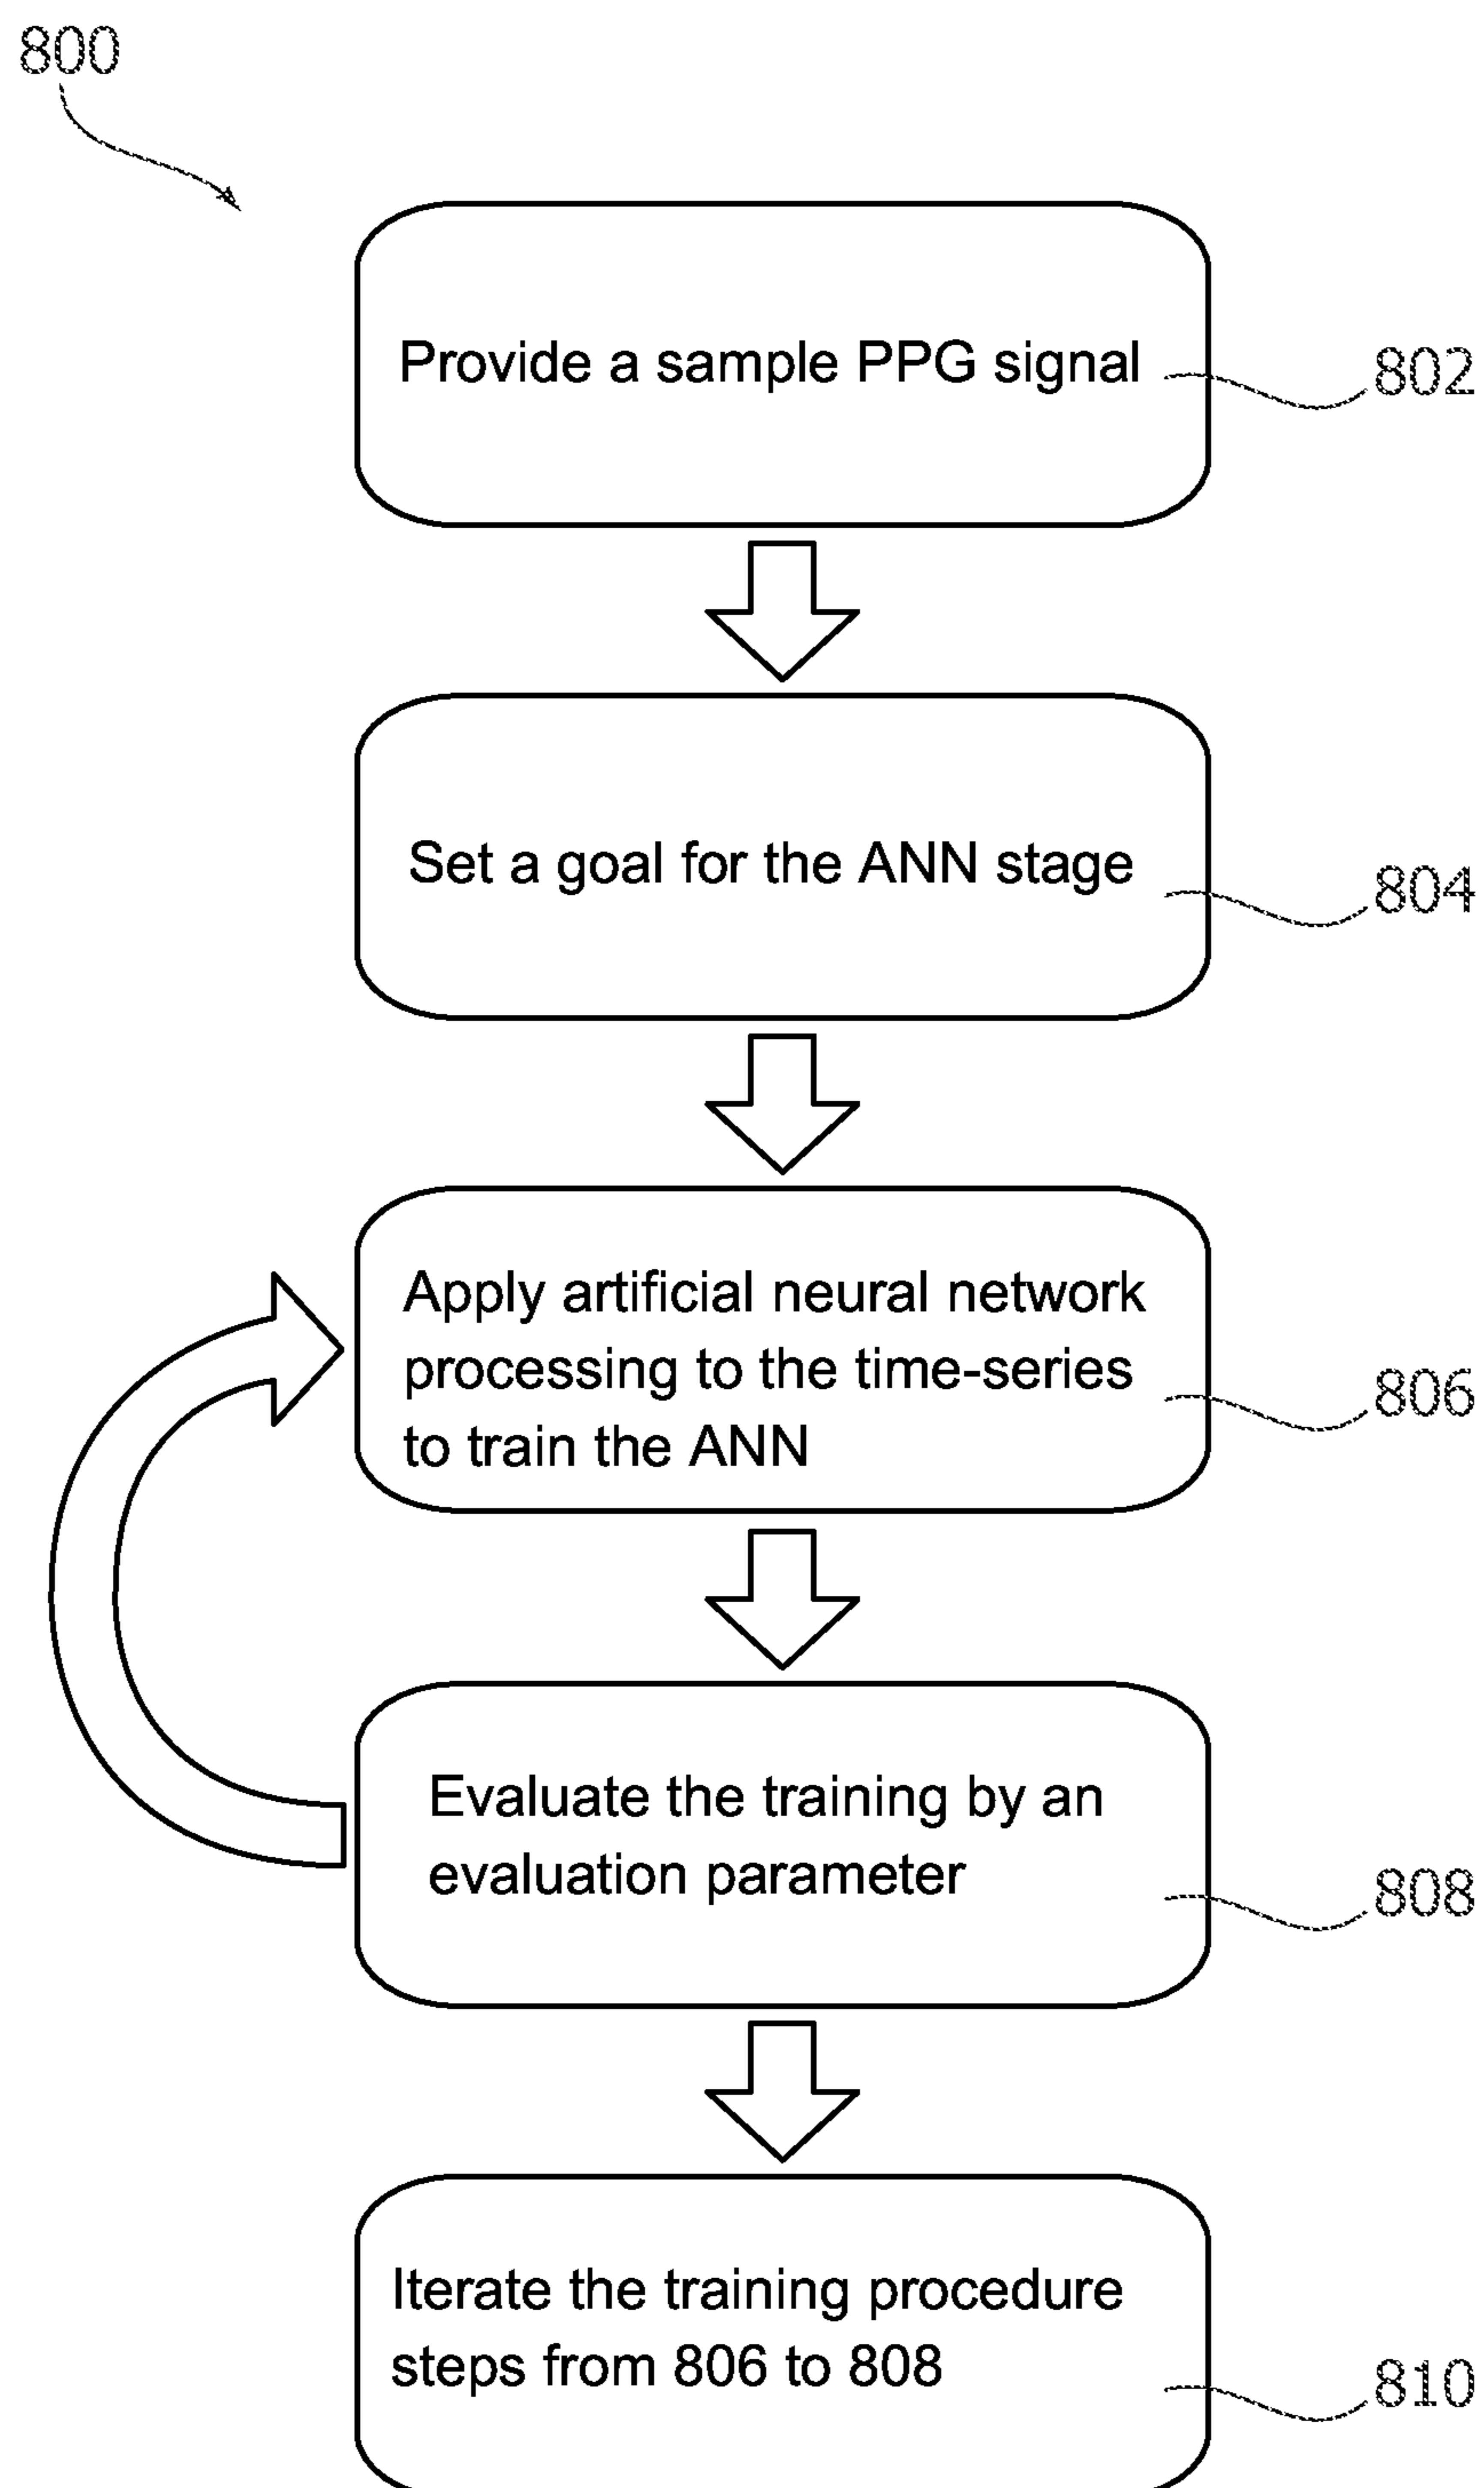 800
Provide a sample PPG signal
802
Set a goal for the ANN stage
804
Apply artificial neural network
processing to the time-series
to train the ANN
806
Evaluate the training by an
evaluation parameter
808
Iterate the training procedure
steps from 806 to 808
810